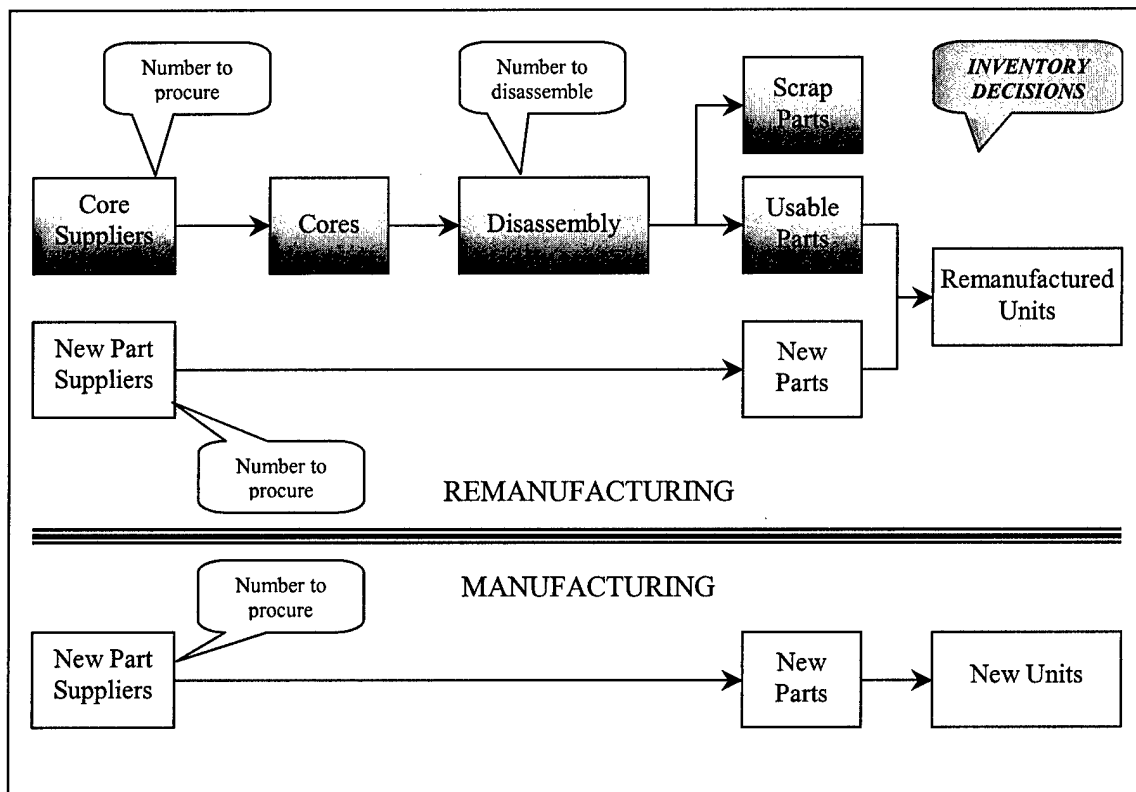 Number to
procure
Number to
disassemble
INVENTORY
DECISIONS
Scrap
Parts
Core
Suppliers
Cores
Disassembly
Usable
Parts
Remanufactured
Units
New Part
Suppliers
New
Parts
Number to
procure
REMANUFACTURING
MANUFACTURING
Number to
procure
New Part
Suppliers
New
Parts
New Units